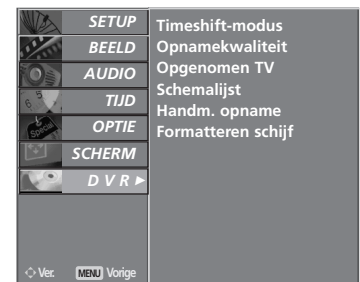 SETUP
BEELD
AUDIO
TIJD
OPTIE
SCHERM
D V R ►
Timeshift-modus
Opnamekwaliteit
Opgenomen TV
Schemalijst
Handm. opname
Formatteren schijf
Ver. MENU Vorige